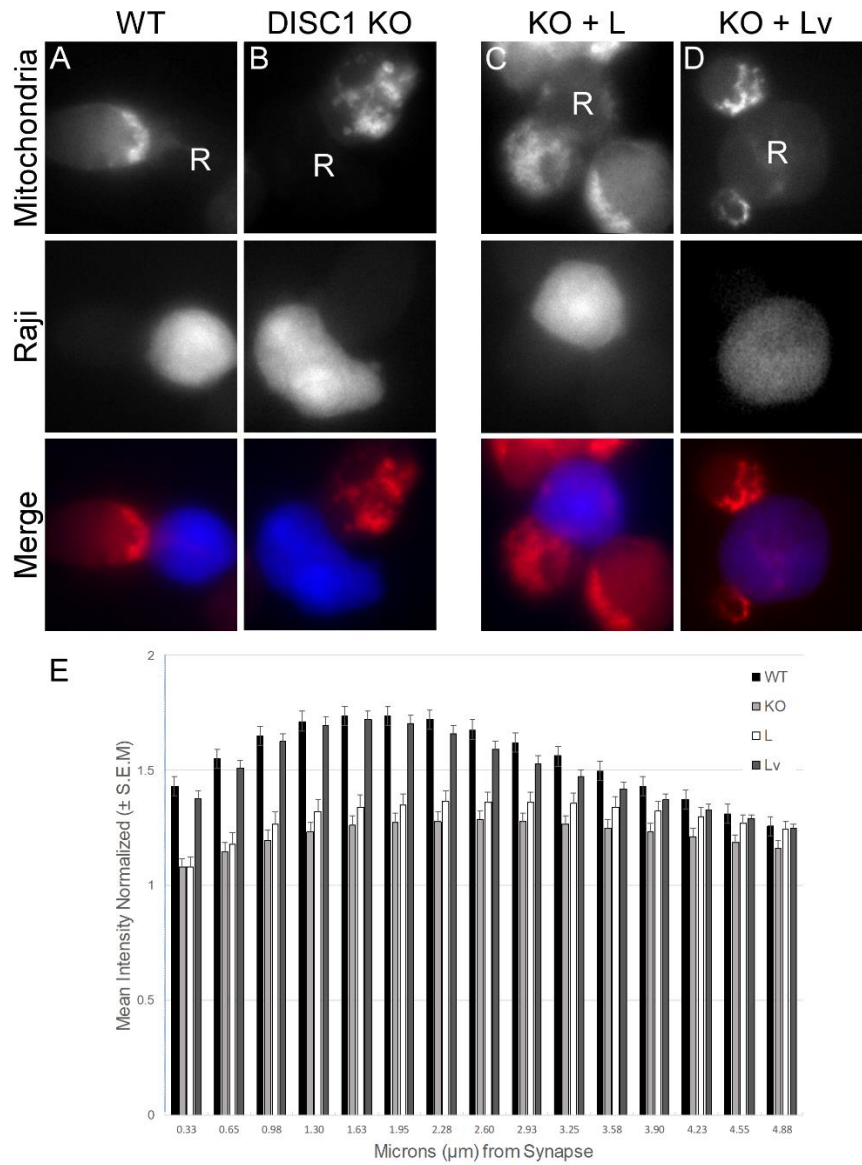 WT DISC1 KO KO + L KO + Lv
A B C D
Mitochondria
R R R R
Raji
Merge
E
2
1.5
1
0.5
0
Mean Intensity Normalized (± S.E.M)
WT
KO
L
Lv
0.33 0.65 0.98 1.30 1.63 1.95 2.28 2.60 2.93 3.25 3.58 3.90 4.23 4.55 4.88
Microns (µm) from Synapse